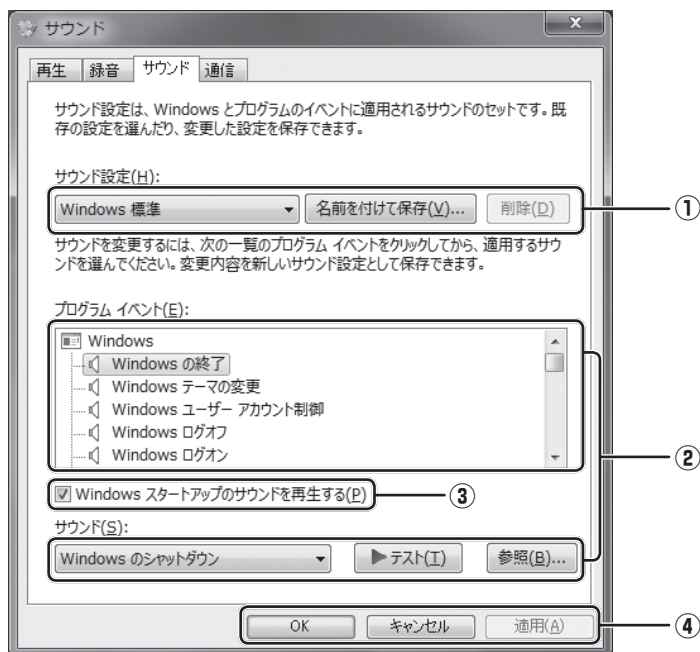 サウンド
再生 録音 サウンド 通信
サウンド設定は、Windows とプログラムのイベントに適用されるサウンドのセットです。既
存の設定を選んだり、変更した設定を保存できます。
サウンド設定(H):
Windows 標準 名前を付けて保存(V)... 削除(D)
①
サウンドを変更するには、次の一覧のプログラム イベントをクリックしてから、適用するサウ
ンドを選んでください。変更内容を新しいサウンド設定として保存できます。
プログラム イベント(E):
Windows
Windows の終了
Windows テーマの変更
Windows ユーザー アカウント制御
Windows ログオフ
Windows ログオン
②
Windows スタートアップのサウンドを再生する(P)
③
サウンド(S):
Windows のシャットダウン テスト(T) 参照(B)...
OK キャンセル 適用(A)
④